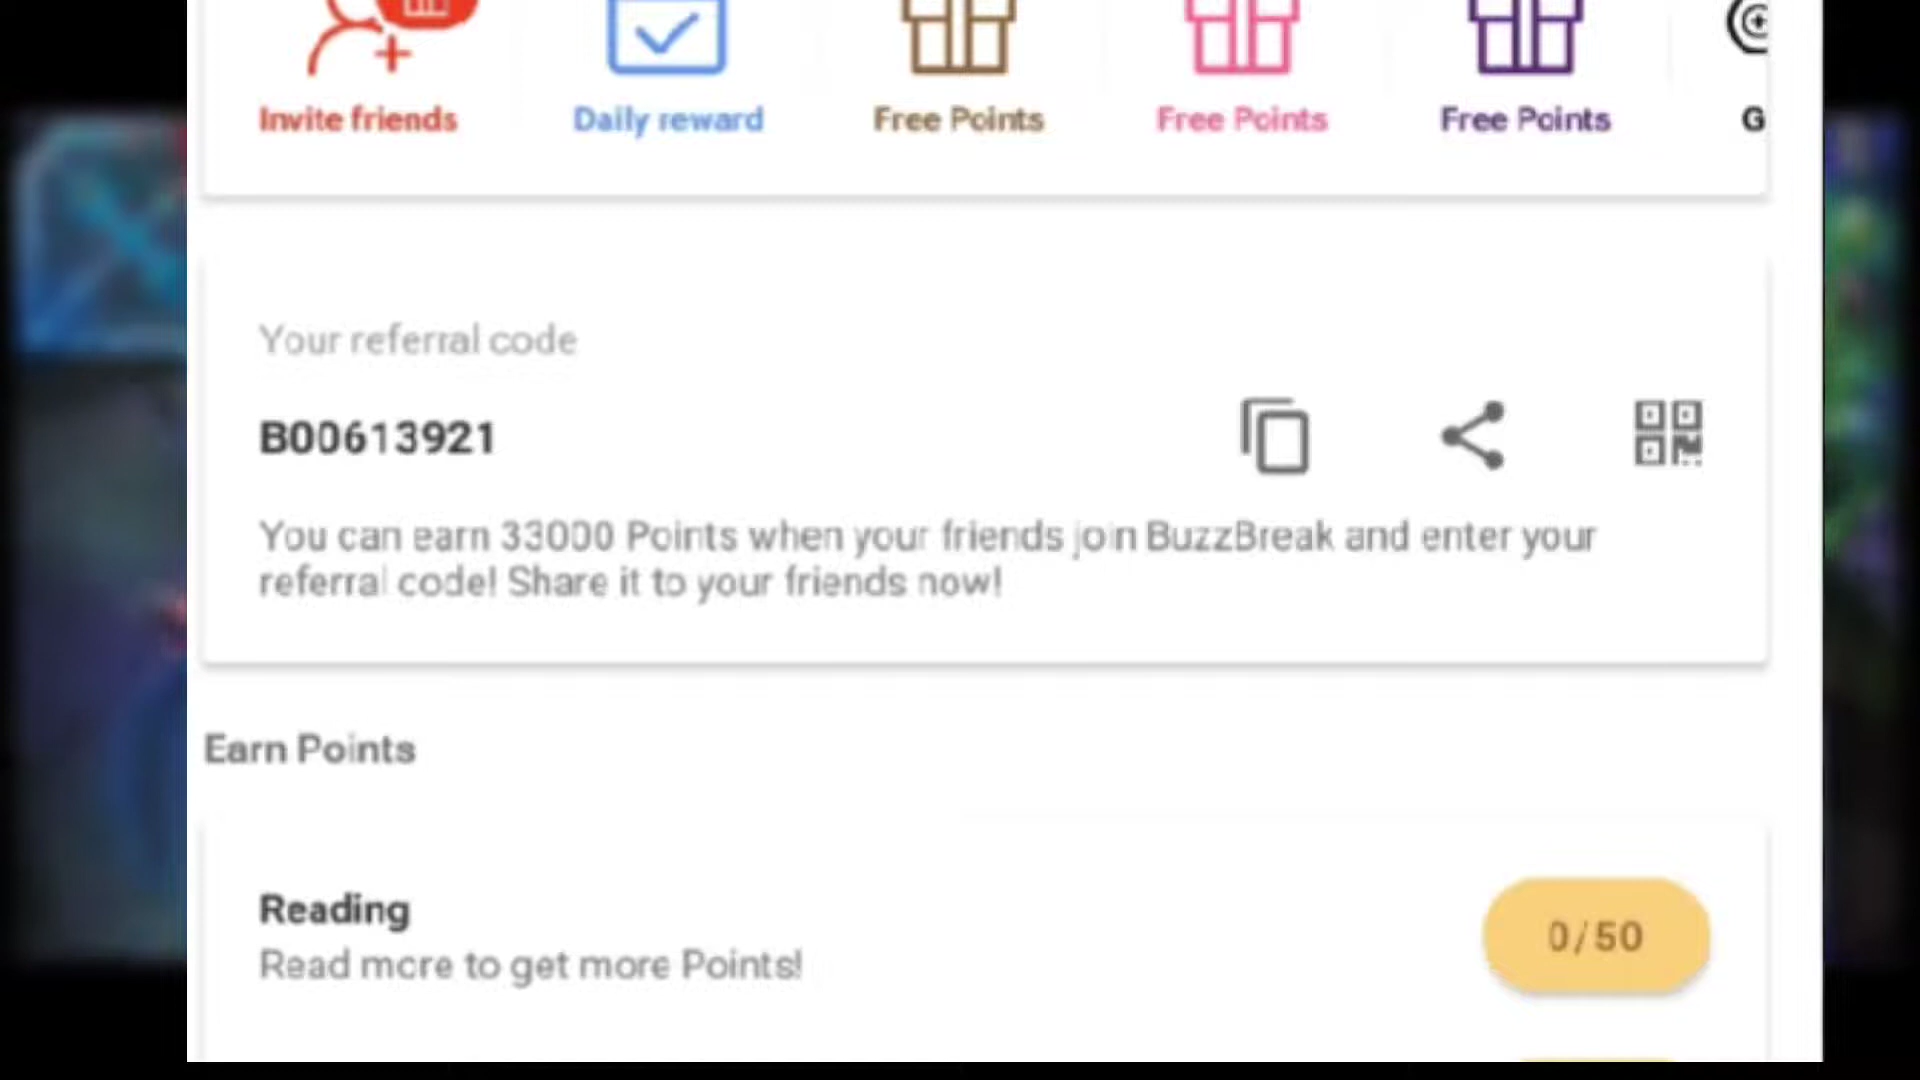 Invite friends Daily reward Free Points Free Points Free Points G
Your referral code
B00613921
You can earn 33000 Points when your friends join BuzzBreak and enter your
referral code! Share it to your friends now!
Earn Points
Reading
Read more to get more Points!
0/50